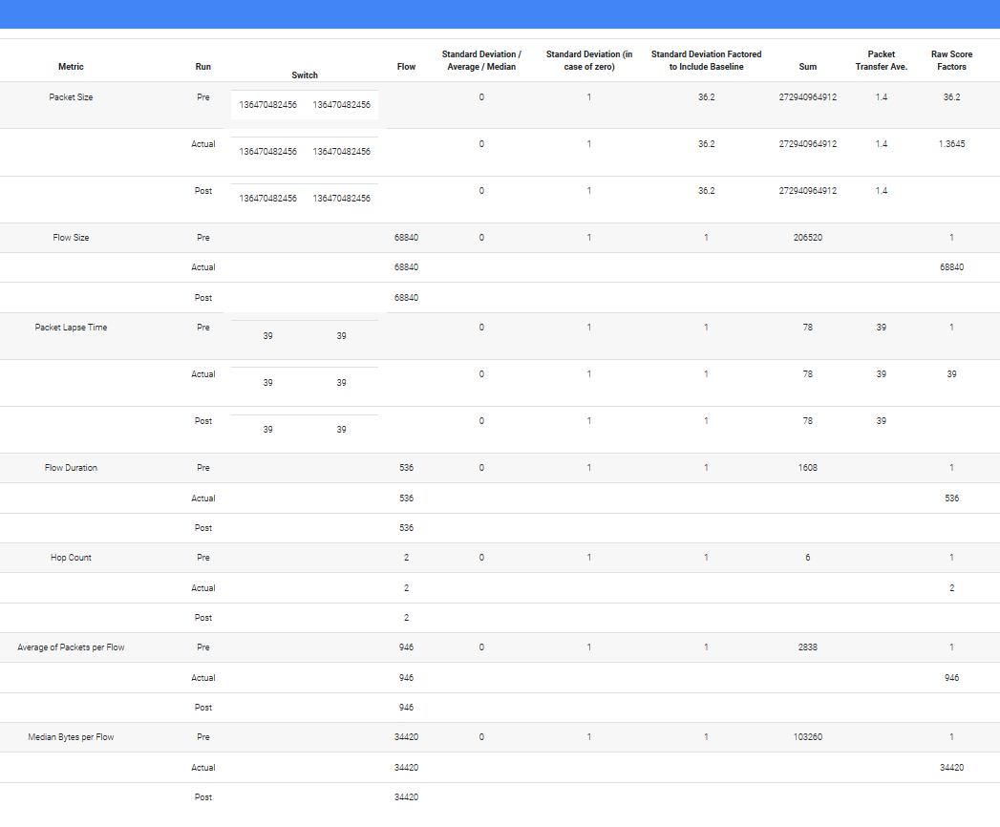 Metric Run Switch Flow Standard Deviation / Average / Median Standard Deviation (in case of zero) Standard Deviation Factored to Include Baseline Sum Packet Transfer Ave. Raw Score Factors
Packet Size Pre 136470482456 136470482456 0 1 36.2 272940964912 1.4 36.2
Actual 136470482456 136470482456 0 1 36.2 272940964912 1.4 1.3645
Post 136470482456 136470482456 0 1 36.2 272940964912 1.4
Flow Size Pre 68840 0 1 1 206520 1
Actual 68840 68840
Post 68840
Packet Lapse Time Pre 39 39 0 1 1 78 39 1
Actual 39 39 0 1 1 78 39 39
Post 39 39 0 1 1 78 39
Flow Duration Pre 536 0 1 1 1608 1
Actual 536 536
Post 536
Hop Count Pre 2 0 1 1 6 1
Actual 2 2
Post 2
Average of Packets per Flow Pre 946 0 1 1 2838 1
Actual 946 946
Post 946
Median Bytes per Flow Pre 34420 0 1 1 103260 1
Actual 34420 34420
Post 34420